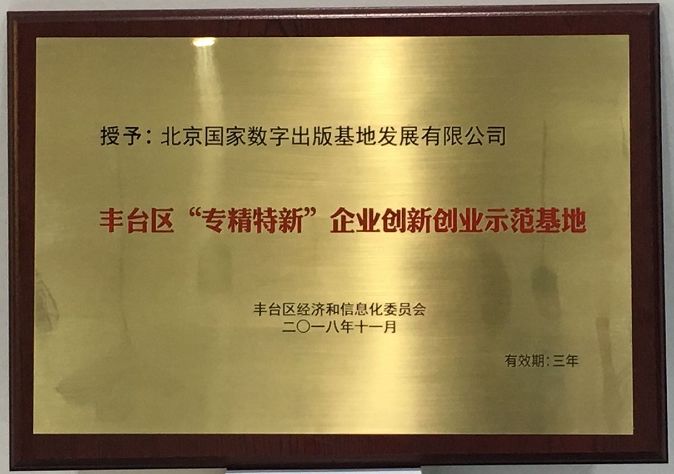 授予：北京国家数字出版基地发展有限公司
丰台区“专精特新”企业创新创业示范基地
丰台区经济和信息化委员会
二〇一八年十一月
有效期：三年